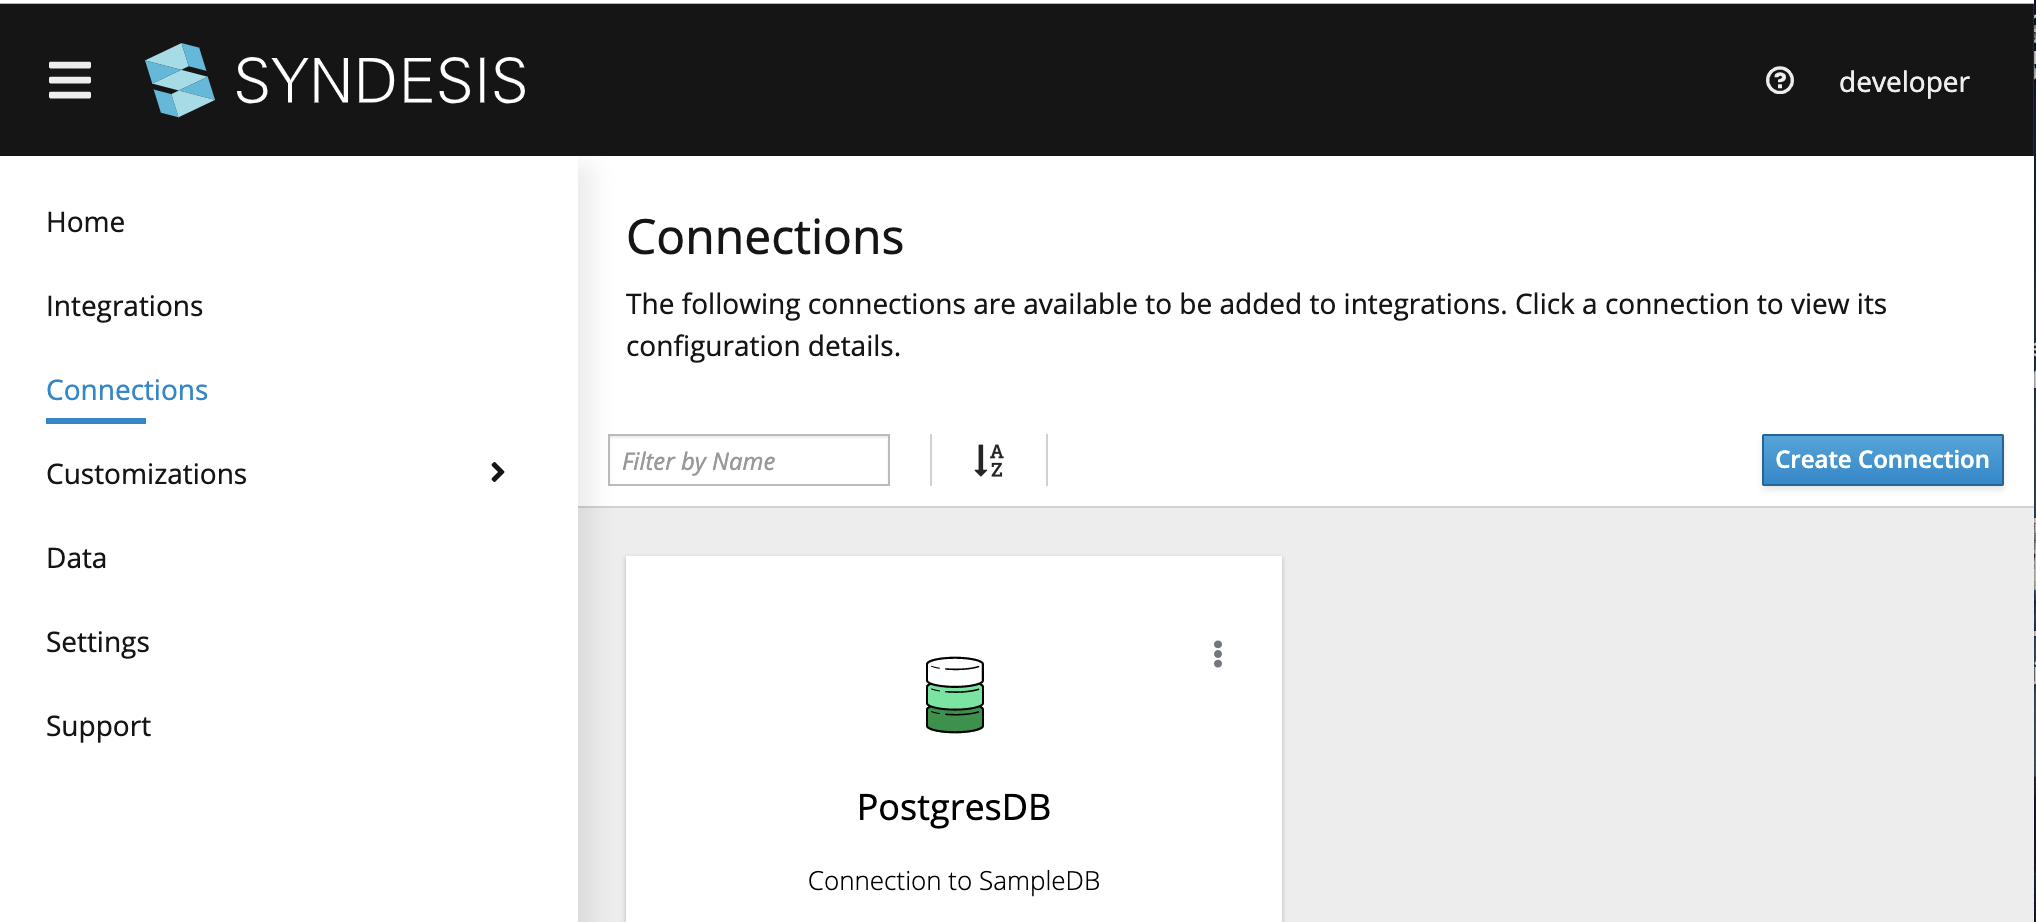 SYNDESIS
developer
Home
Integrations
Connections
Customizations
Data
Settings
Support
Connections
The following connections are available to be added to integrations. Click a connection to view its
configuration details.
Filter by Name
A
Z
Create Connection
PostgresDB
Connection to SampleDB